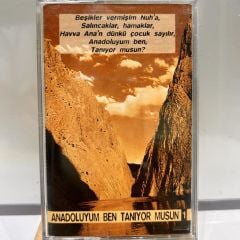 Beşikler vermişim Nuh'a,
Salıncaklar, hamaklar,
Havva Ana'n dünkü çocuk sayılır,
Anadoluyum ben,
Tanıyor musun?
ANADOLUYUM BEN TANIYOR MUSUN 1